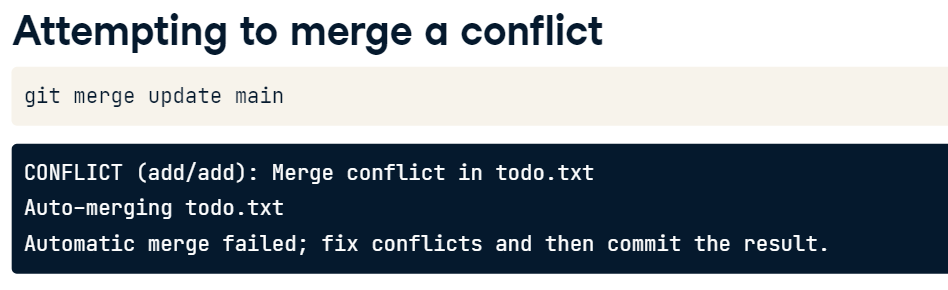 Attempting to merge a conflict
git merge update main
CONFLICT (add/add): Merge conflict in todo.txt
Auto-merging todo.txt
Automatic merge failed; fix conflicts and then commit the result.